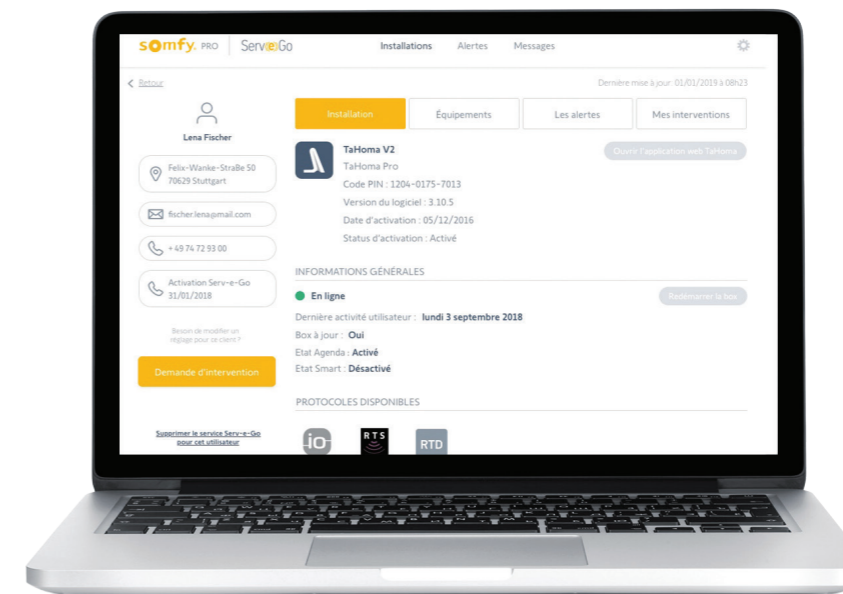 somfy. PRO Serv e Go
Installations Alertes Messages
Retour
Dernière mise à jour: 01/01/2019 à 08h23
Lena Fischer
Felix-Wanke-Straße 50
70629 Stuttgart
fischer.lena@mail.com
+ 49 74 72 93 00
Activation Serv-e-Go
31/01/2018
Besoin de modifier un
réglage pour ce client ?
Demande d'intervention
Supprimer le service Serv-e-Go
pour cet utilisateur
Installation Équipements Les alertes Mes interventions
TaHoma V2
Ouvrir l'application web TaHoma
TaHoma Pro
Code PIN : 1204-0175-7013
Version du logiciel : 3.10.5
Date d'activation : 05/12/2016
Status d'activation : Activé
INFORMATIONS GÉNÉRALES
En ligne
Redémarrer la box
Dernière activité utilisateur : lundi 3 septembre 2018
Box à jour : Oui
Etat Agenda : Activé
Etat Smart : Désactivé
PROTOCOLES DISPONIBLES
io RTS RTD